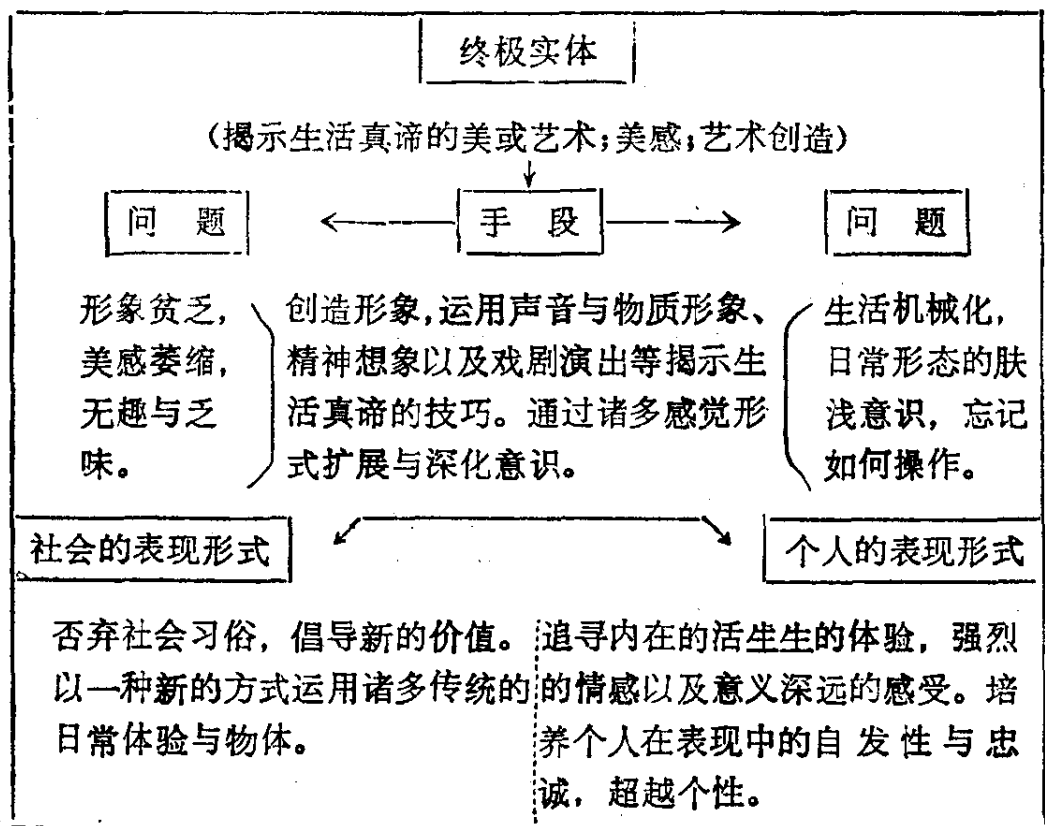 终极实体
(揭示生活真谛的美或艺术;美感;艺术创造)
问 题
手 段
问 题
形象贫乏，
美感萎缩，
无趣与乏
味。
创造形象，运用声音与物质形象、
精神想象以及戏剧演出等揭示生
活真谛的技巧。通过诸多感觉形
式扩展与深化意识。
生活机械化，
日常形态的肤
浅意识，忘记
如何操作。
社会的表现形式
个人的表现形式
否弃社会习俗，倡导新的价值。
以一种新的方式运用诸多传统的
日常体验与物体。
追寻内在的活生生的体验，强烈
的情感以及意义深远的感受。培
养个人在表现中的自发性与忠
诚，超越个性。